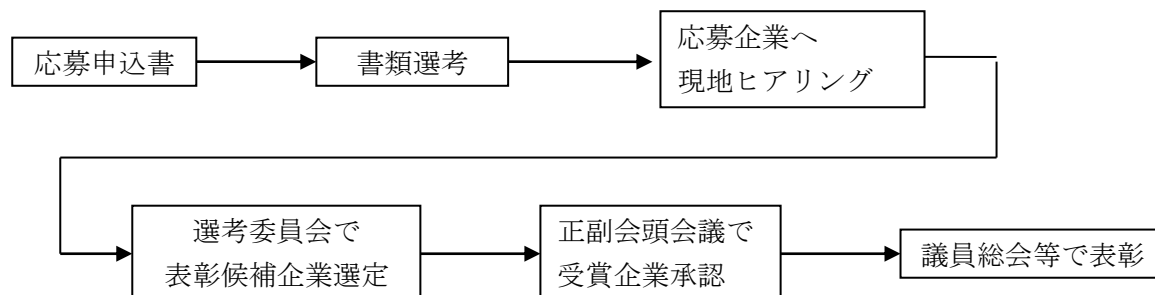 応募申込書
書類選考
応募企業へ
現地ヒアリング
選考委員会で
表彰候補企業選定
正副会頭会議で
受賞企業承認
議員総会等で表彰